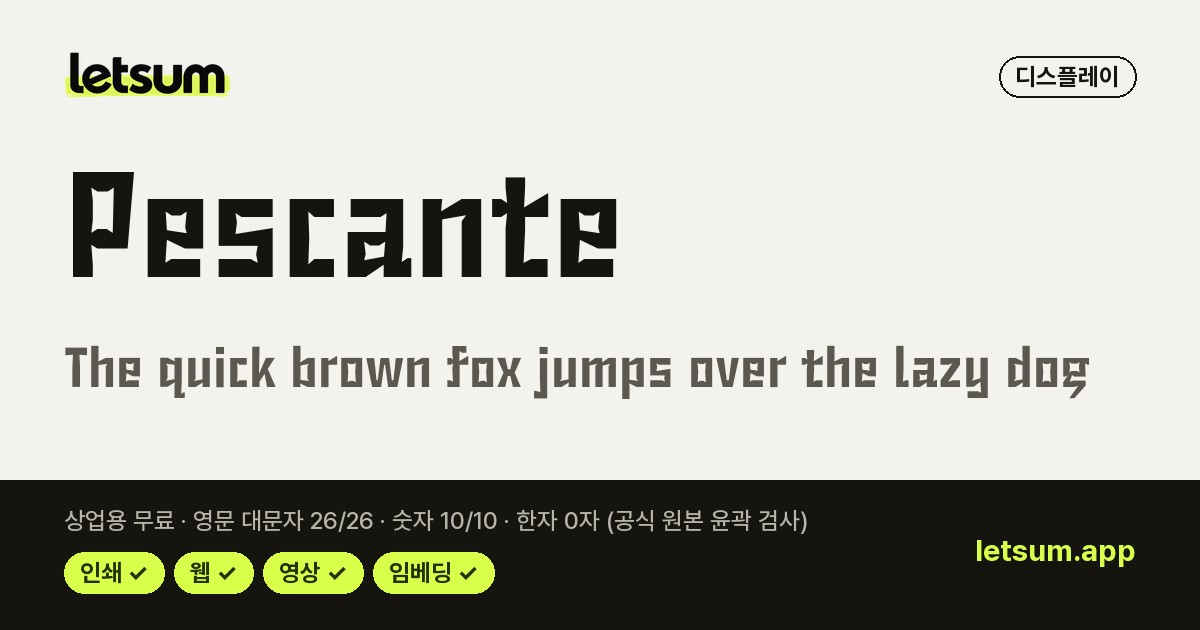 letsum
디스플레이
Pescante
The quick brown fox jumps over the lazy dog
상업용 무료 · 영문 대문자 26/26 · 숫자 10/10 · 한자 0자 (공식 원본 윤곽 검사)
인쇄 ✓ 웹 ✓ 영상 ✓ 임베딩 ✓
letsum.app